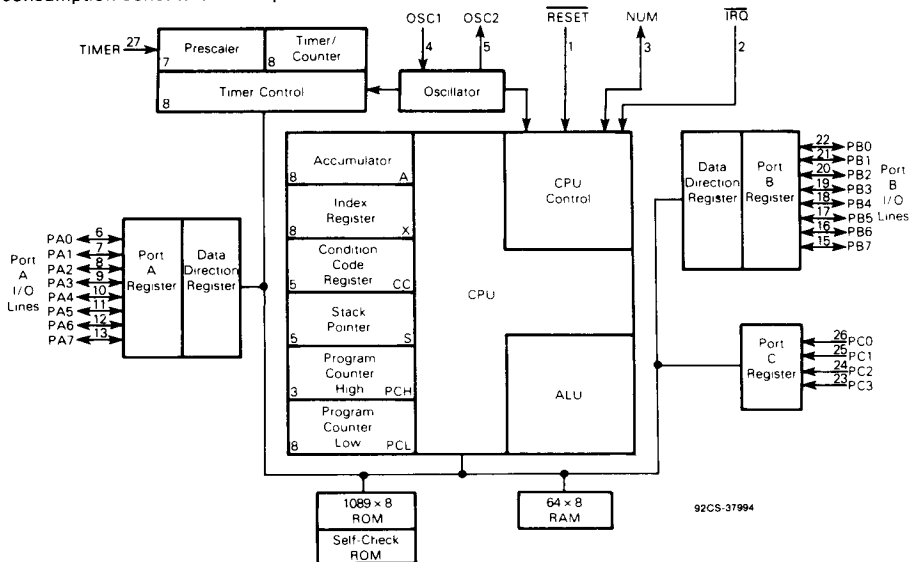 consumption
OSC1 OSC2 RESET NUM IRQ
TIMER 27 Prescaler 7 Timer/ Counter 8
4 5 1 3 2
Timer Control 8
Oscillator
Accumulator 8 A
Index Register 8 X
Condition Code Register 5 CC
Stack Pointer 5 S
Program Counter High 3 PCH
Program Counter Low 8 PCL
CPU
CPU Control
ALU
Port A I/O Lines
PA0 6
PA1 7
PA2 8
PA3 9
PA4 10
PA5 11
PA6 12
PA7 13
Port A Register
Data Direction Register
Data Direction Register
Port B Register
22 PB0
21 PB1
20 PB2
19 PB3
18 PB4
17 PB5
16 PB6
15 PB7
Port B I/O Lines
Port C Register
26 PC0
25 PC1
24 PC2
23 PC3
1089 × 8 ROM
Self-Check ROM
64 × 8 RAM
92CS-37994